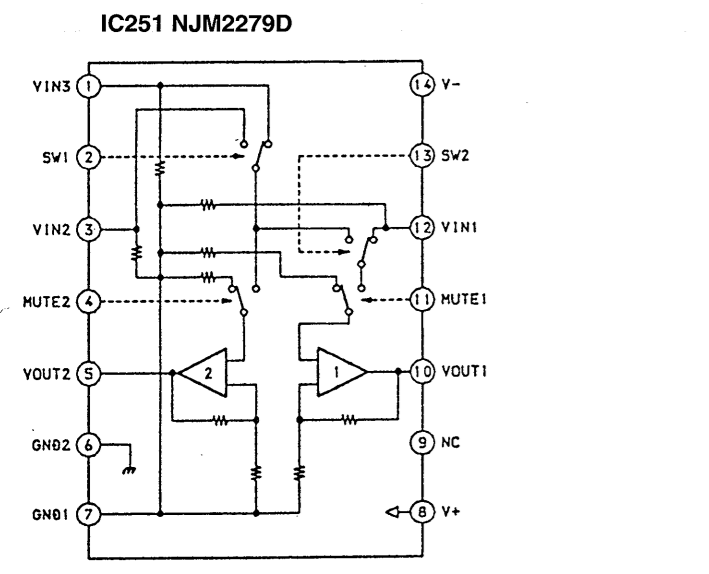 IC251 NJM2279D
VIN3 1
14 V-
SW1 2
13 SW2
VIN2 3
12 VIN1
MUTE2 4
11 MUTE1
VOUT2 5
2
1
10 VOUT1
GND2 6
9 NC
GND1 7
8 V+